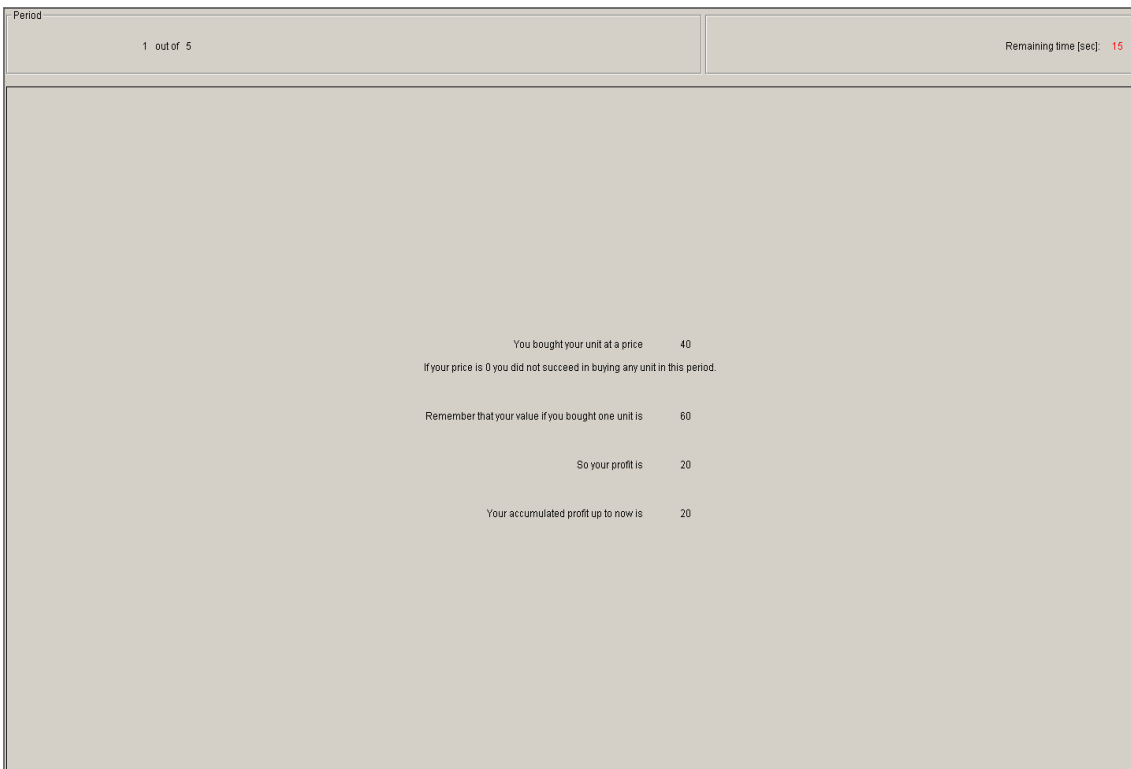 Period
1 out of 5
Remaining time [sec]: 15
You bought your unit at a price 40
If your price is 0 you did not succeed in buying any unit in this period.
Remember that your value if you bought one unit is 60
So your profit is 20
Your accumulated profit up to now is 20